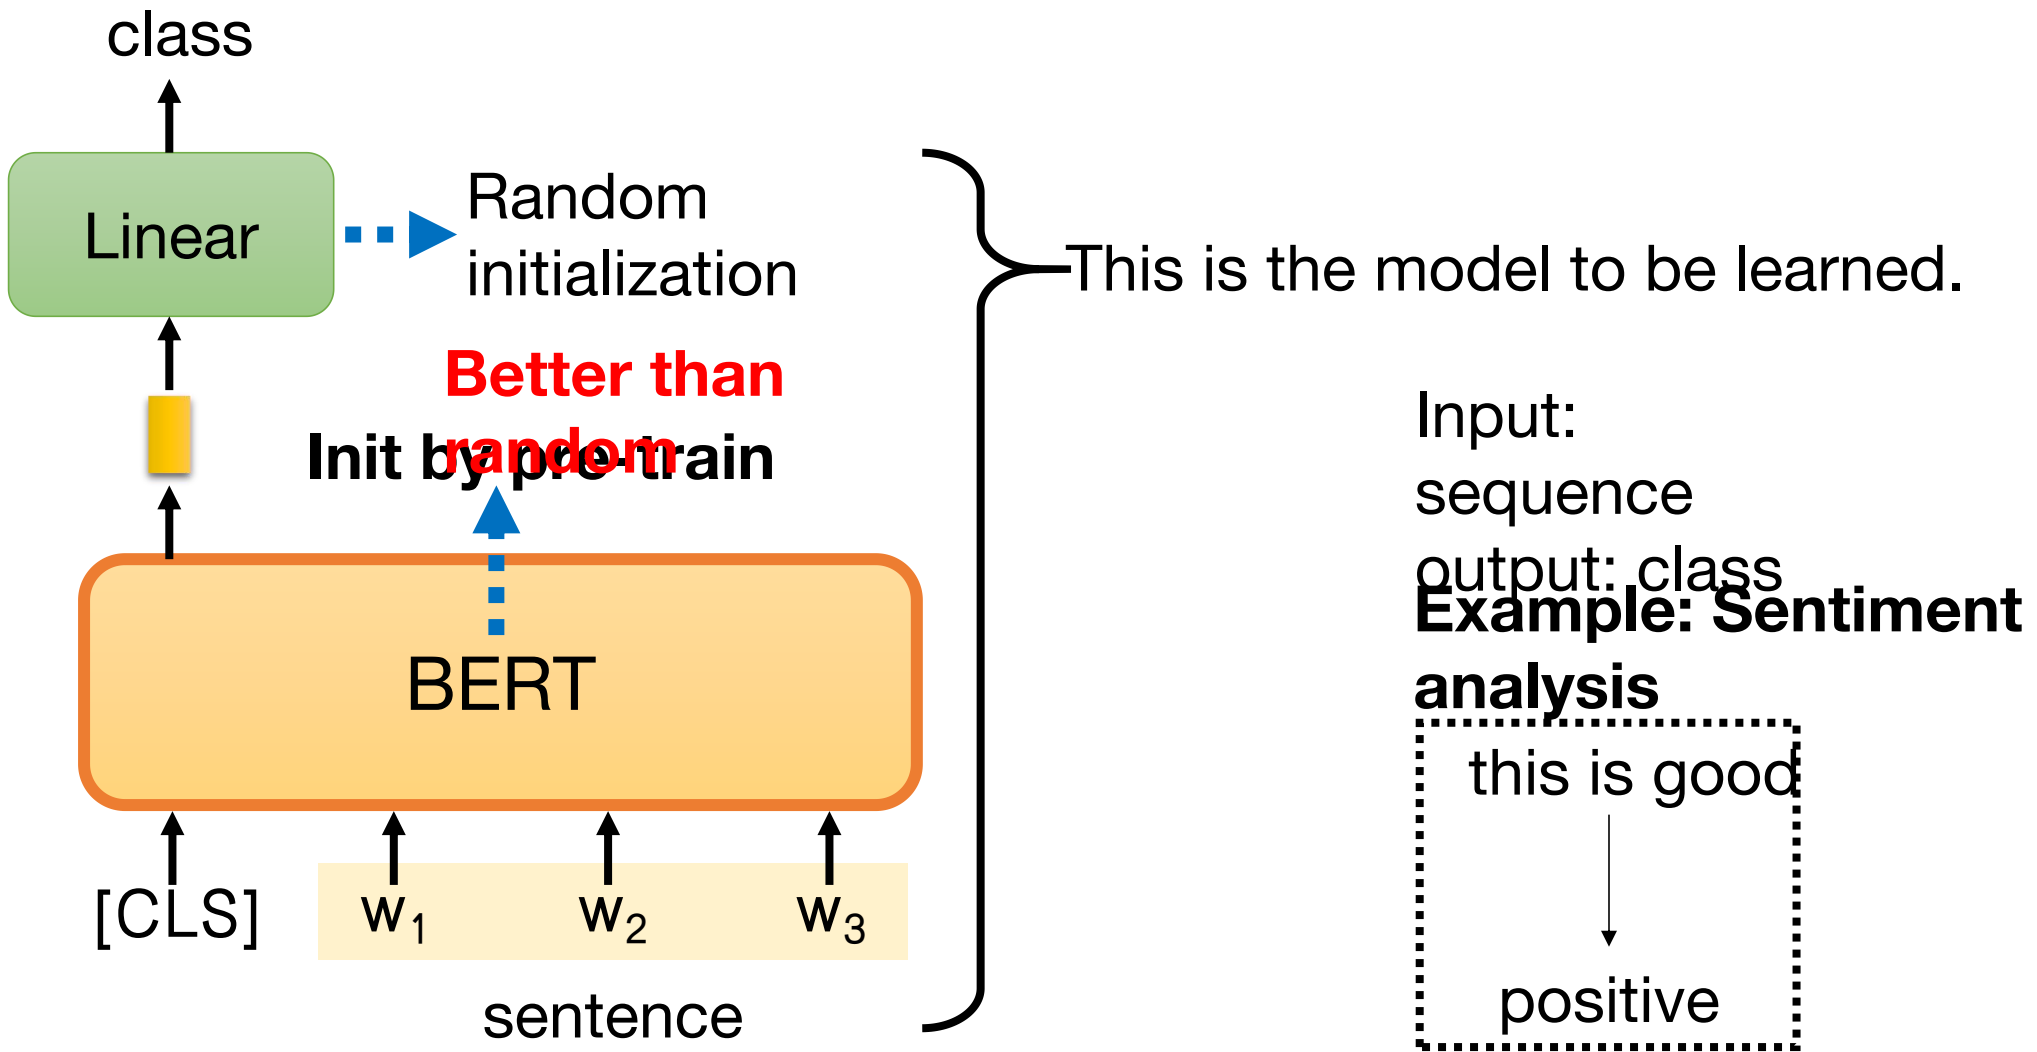 class
Linear
Random
initialization
This is the model to be learned.
Better than
random
Init by pre-train
Input:
sequence
output: class
Example: Sentiment
analysis
BERT
this is good
[CLS]
w₁
w₂
w₃
positive
sentence